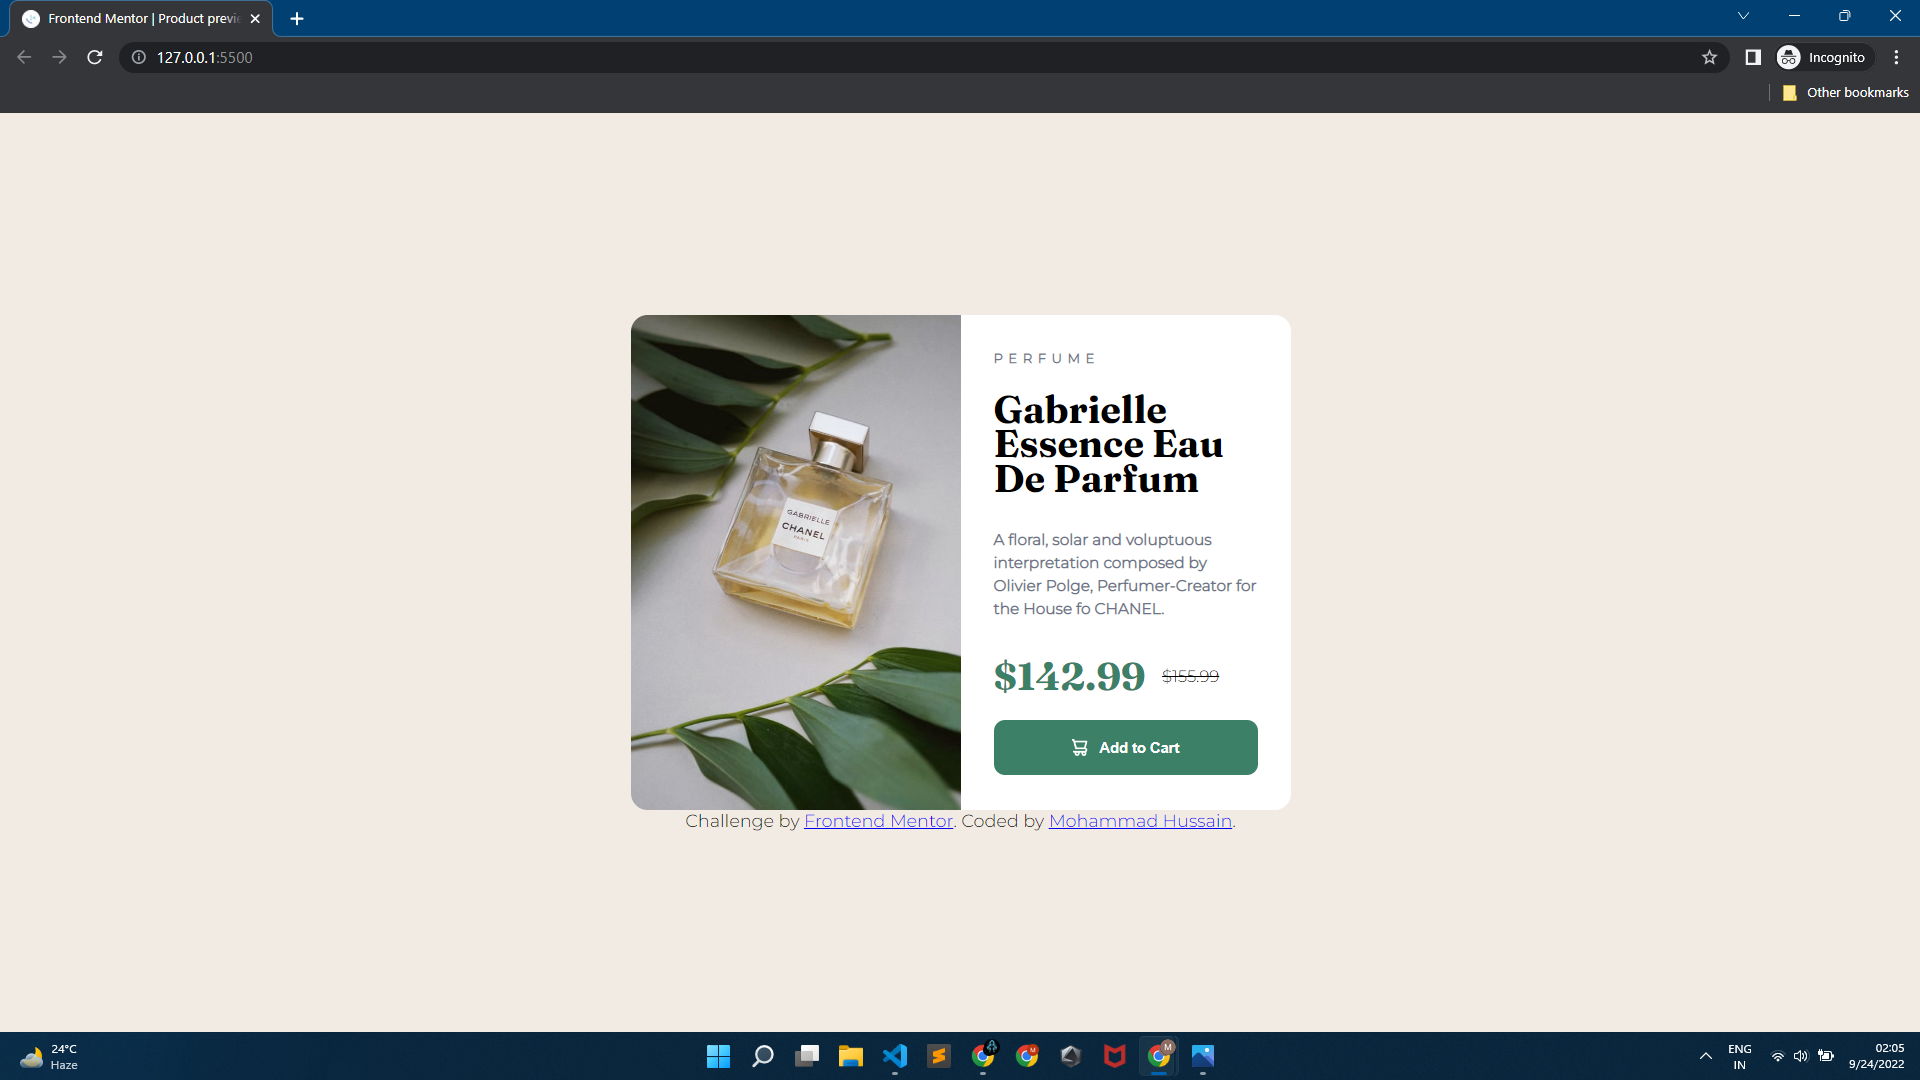 Frontend Mentor | Product previe
127.0.0.1:5500
Incognito
Other bookmarks
PERFUME
Gabrielle
Essence Eau
De Parfum
A floral, solar and voluptuous
interpretation composed by
Olivier Polge, Perfumer-Creator for
the House fo CHANEL.
$142.99 $155.99
Add to Cart
GABRIELLE
CHANEL
PARIS
Challenge by Frontend Mentor. Coded by Mohammad Hussain.
24°C
Haze
M
M
ENG
IN
02:05
9/24/2022